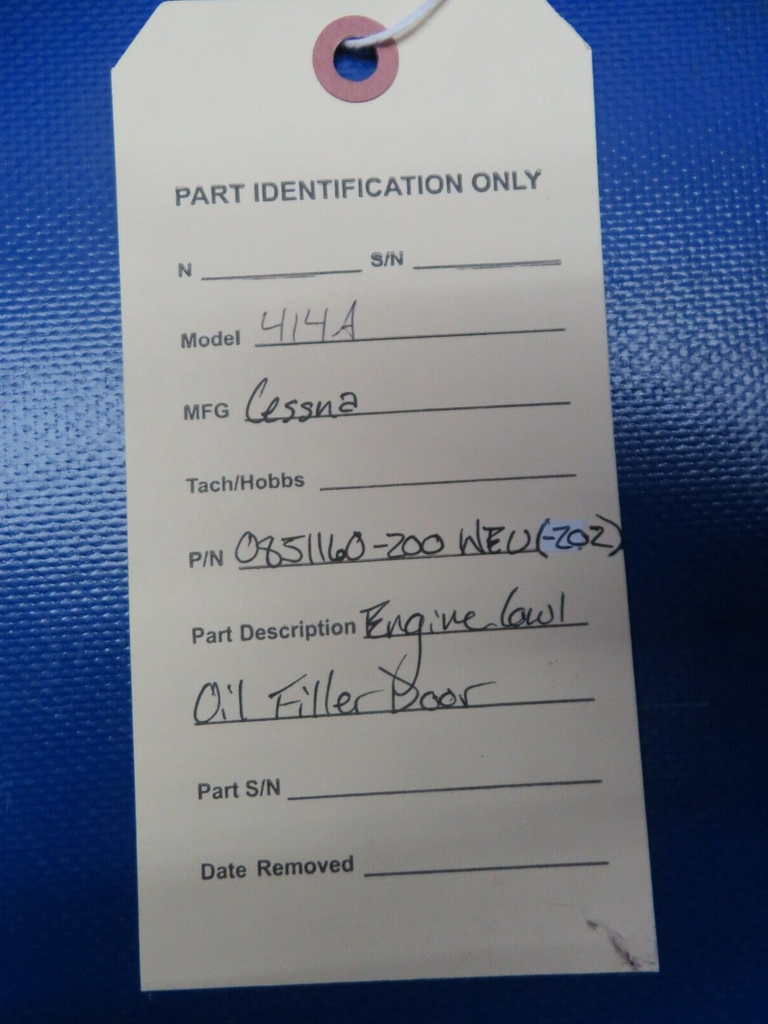 PART IDENTIFICATION ONLY
N S/N
Model 414A
MFG Cessna
Tach/Hobbs
P/N 0851160-200 WEU(-202)
Part Description Engine Cowl
Oil Filler Door
Part S/N
Date Removed